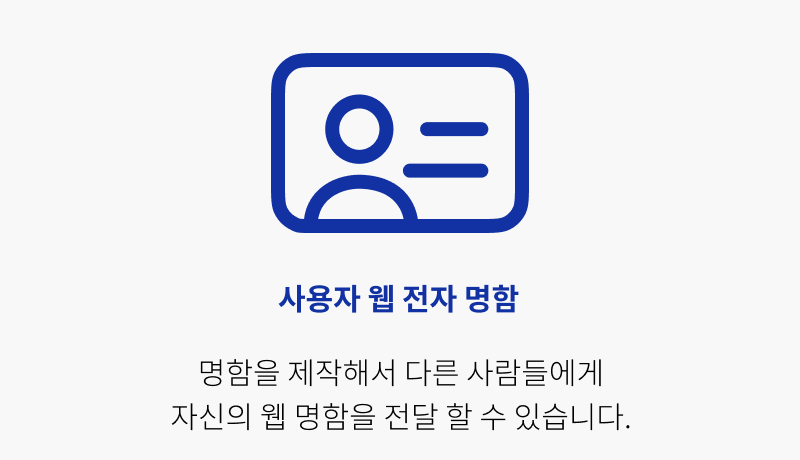 사용자 웹 전자 명함
명함을 제작해서 다른 사람들에게
자신의 웹 명함을 전달 할 수 있습니다.